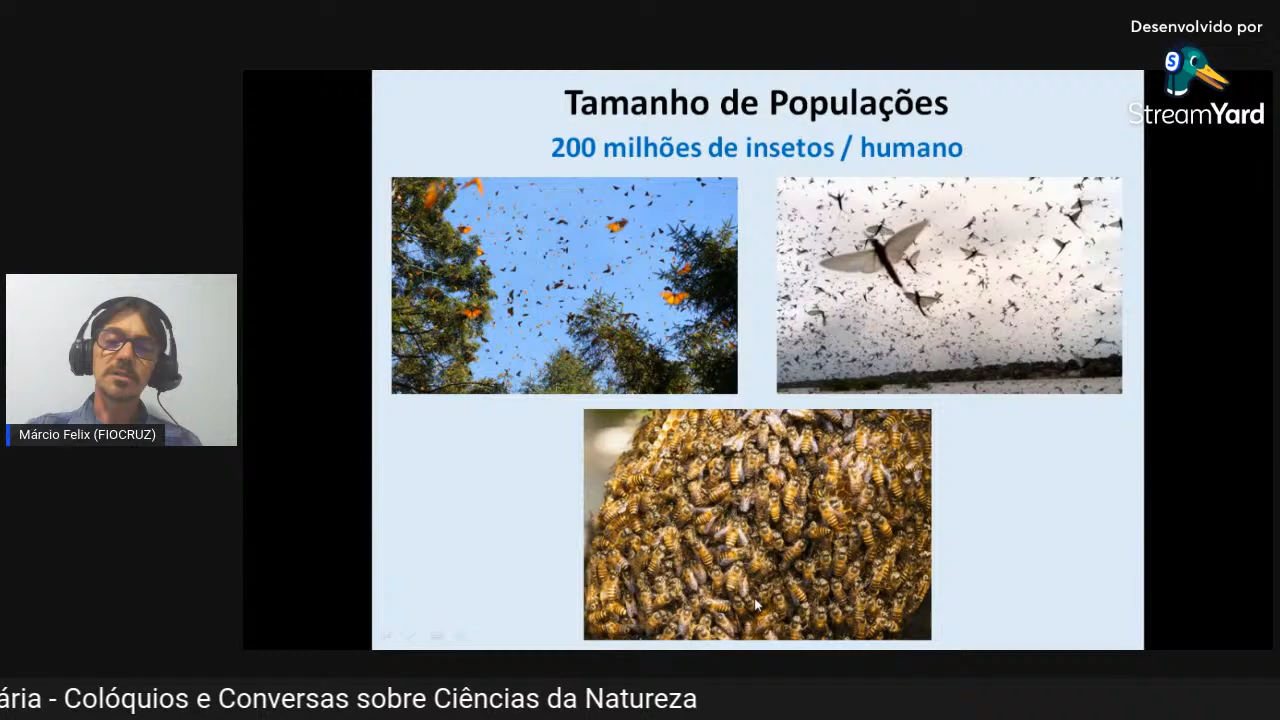 Desenvolvido por
StreamYard
Tamanho de Populações
200 milhões de insetos / humano
Márcio Felix (FIOCRUZ)
ária - Colóquios e Conversas sobre Ciências da Natureza